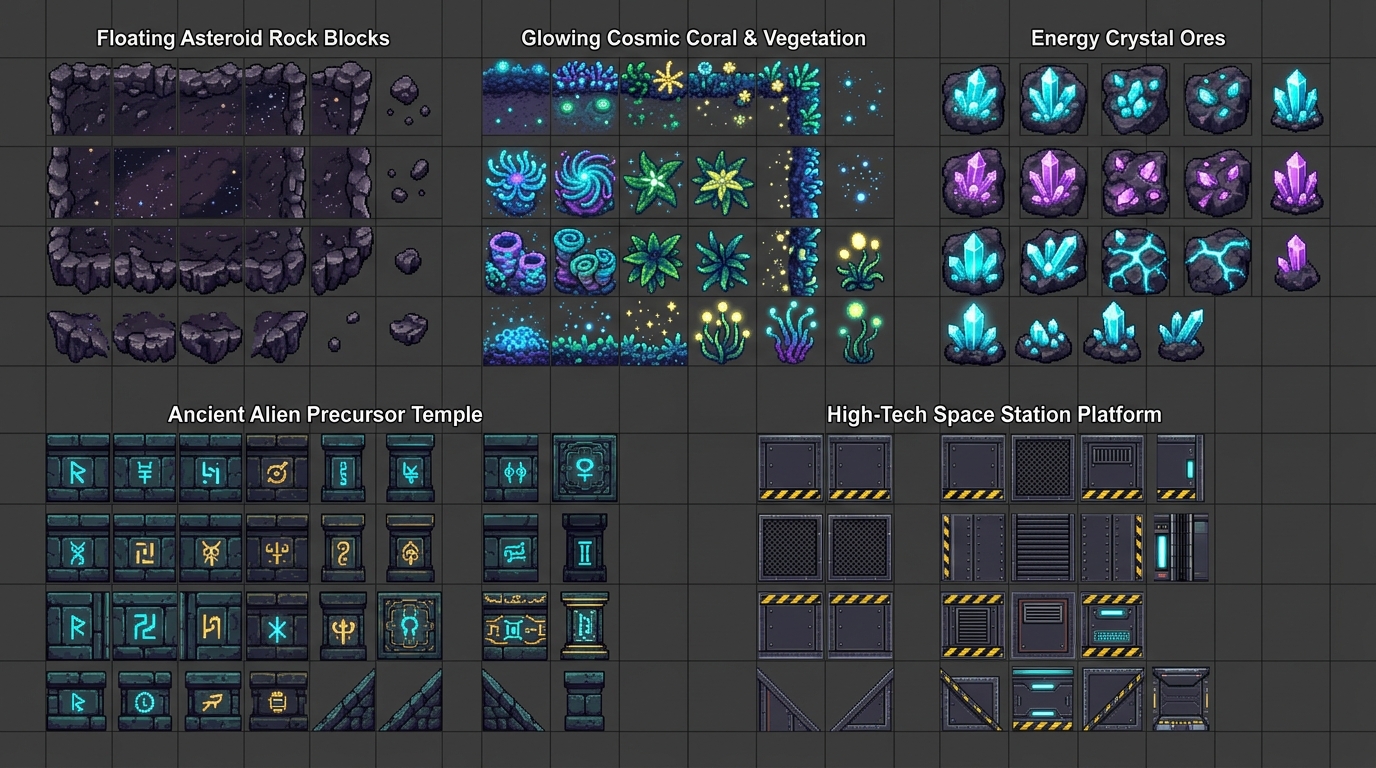 Floating Asteroid Rock Blocks
Glowing Cosmic Coral & Vegetation
Energy Crystal Ores
Ancient Alien Precursor Temple
High-Tech Space Station Platform